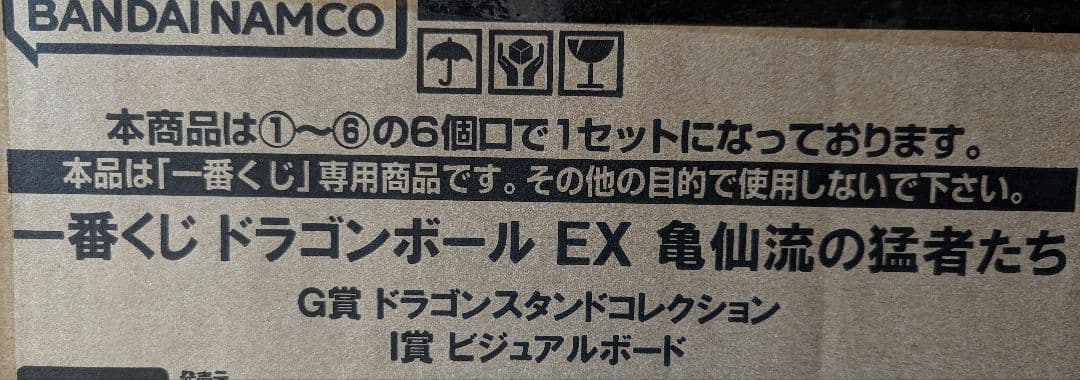 BANDAI NAMCO
本商品は①～⑥の6個口で1セットになっております。
本品は「一番くじ」専用商品です。その他の目的で使用しないで下さい。
一番くじ ドラゴンボール EX 亀仙流の猛者たち
G賞 ドラゴンスタンドコレクション
I賞 ビジュアルボード